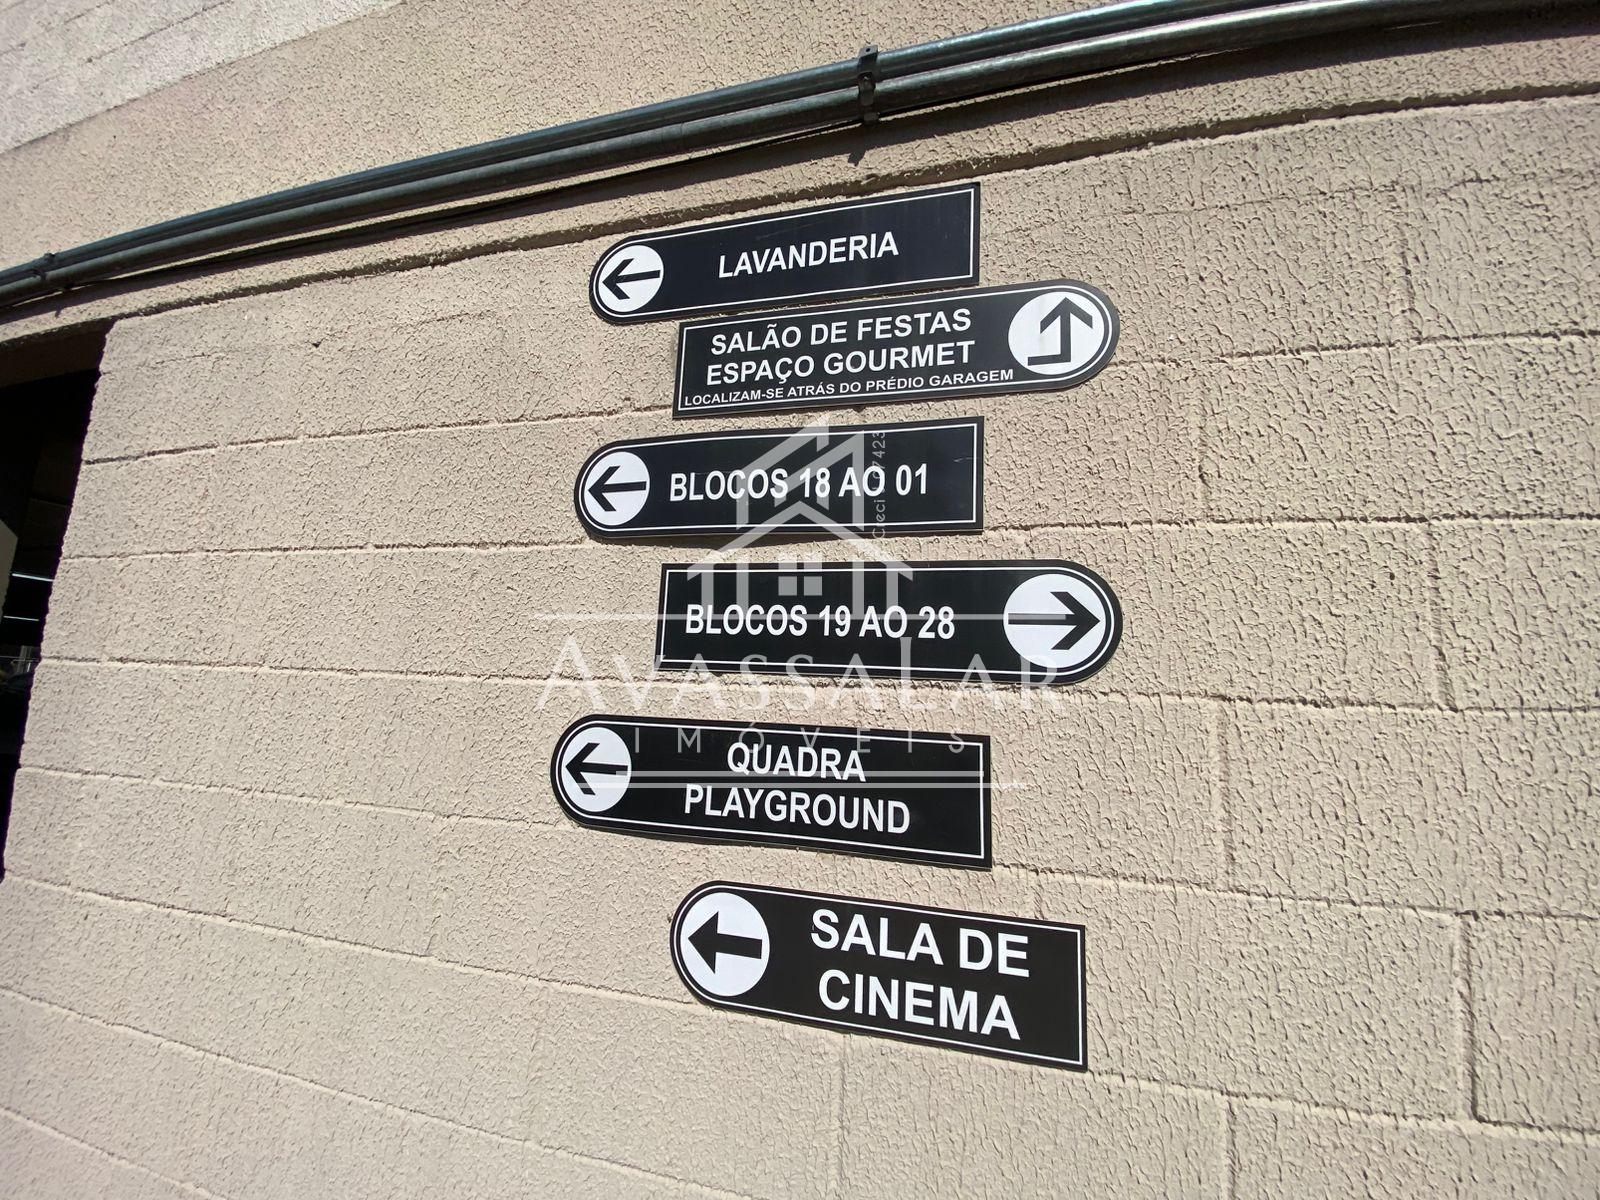 LAVANDERIA
SALÃO DE FESTAS
ESPAÇO GOURMET
LOCALIZAM-SE ATRÁS DO PRÉDIO GARAGEM
BLOCOS 18 AO 01
BLOCOS 19 AO 28
AVASSALAR
IMÓVEIS
QUADRA
PLAYGROUND
SALA DE
CINEMA